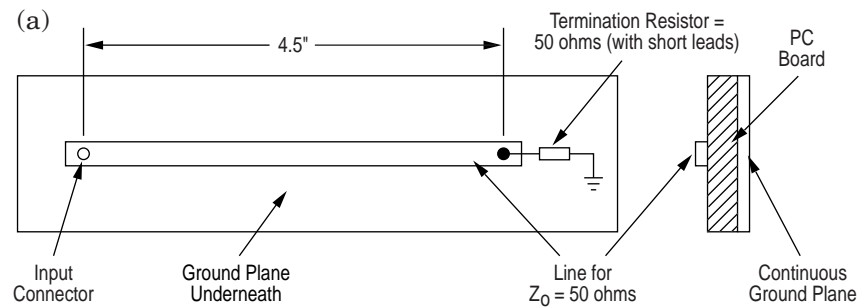 (a)
4.5"
Termination Resistor =
50 ohms (with short leads)
PC
Board
Input
Connector
Ground Plane
Underneath
Line for
Zo = 50 ohms
Continuous
Ground Plane